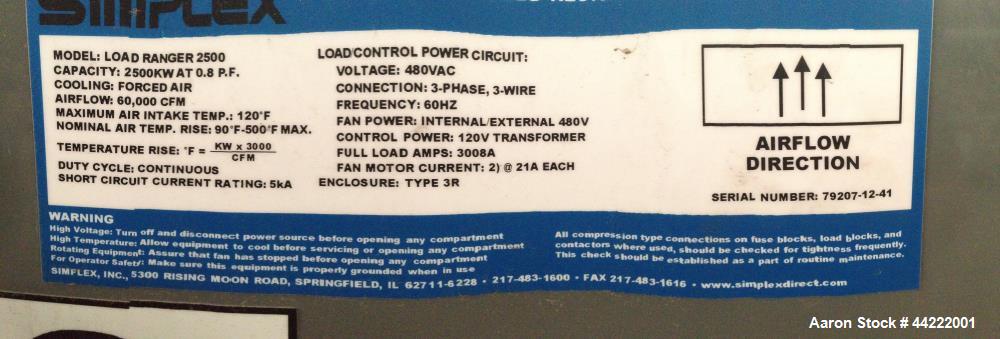 SIMPLEX
MODEL: LOAD RANGER 2500
CAPACITY: 2500KW AT 0.8 P.F.
COOLING: FORCED AIR
AIRFLOW: 60,000 CFM
MAXIMUM AIR INTAKE TEMP.: 120°F
NOMINAL AIR TEMP. RISE: 90°F-500°F MAX.
TEMPERATURE RISE: °F = KW x 3000
CFM
DUTY CYCLE: CONTINUOUS
SHORT CIRCUIT CURRENT RATING: 5kA
LOAD/CONTROL POWER CIRCUIT:
VOLTAGE: 480VAC
CONNECTION: 3-PHASE, 3-WIRE
FREQUENCY: 60HZ
FAN POWER: INTERNAL/EXTERNAL 480V
CONTROL POWER: 120V TRANSFORMER
FULL LOAD AMPS: 3008A
FAN MOTOR CURRENT: 2) @ 21A EACH
ENCLOSURE: TYPE 3R
AIRFLOW
DIRECTION
SERIAL NUMBER: 79207-12-41
WARNING
High Voltage: Turn off and disconnect power source before opening any compartment
High Temperature: Allow equipment to cool before servicing or opening any compartment
Rotating Equipment: Assure that fan has stopped before opening any compartment
For Operator Safety: Make sure this equipment is properly grounded when in use
All compression type connections on fuse blocks, load blocks, and
contactors where used, should be checked for tightness frequently.
This check should be established as a part of routine maintenance.
SIMFLEX, INC., 5300 RISING MOON ROAD, SPRINGFIELD, IL 62711-6228 • 217-483-1600 • FAX 217-483-1616 • www.simplexdirect.com
Aaron Stock # 44222001